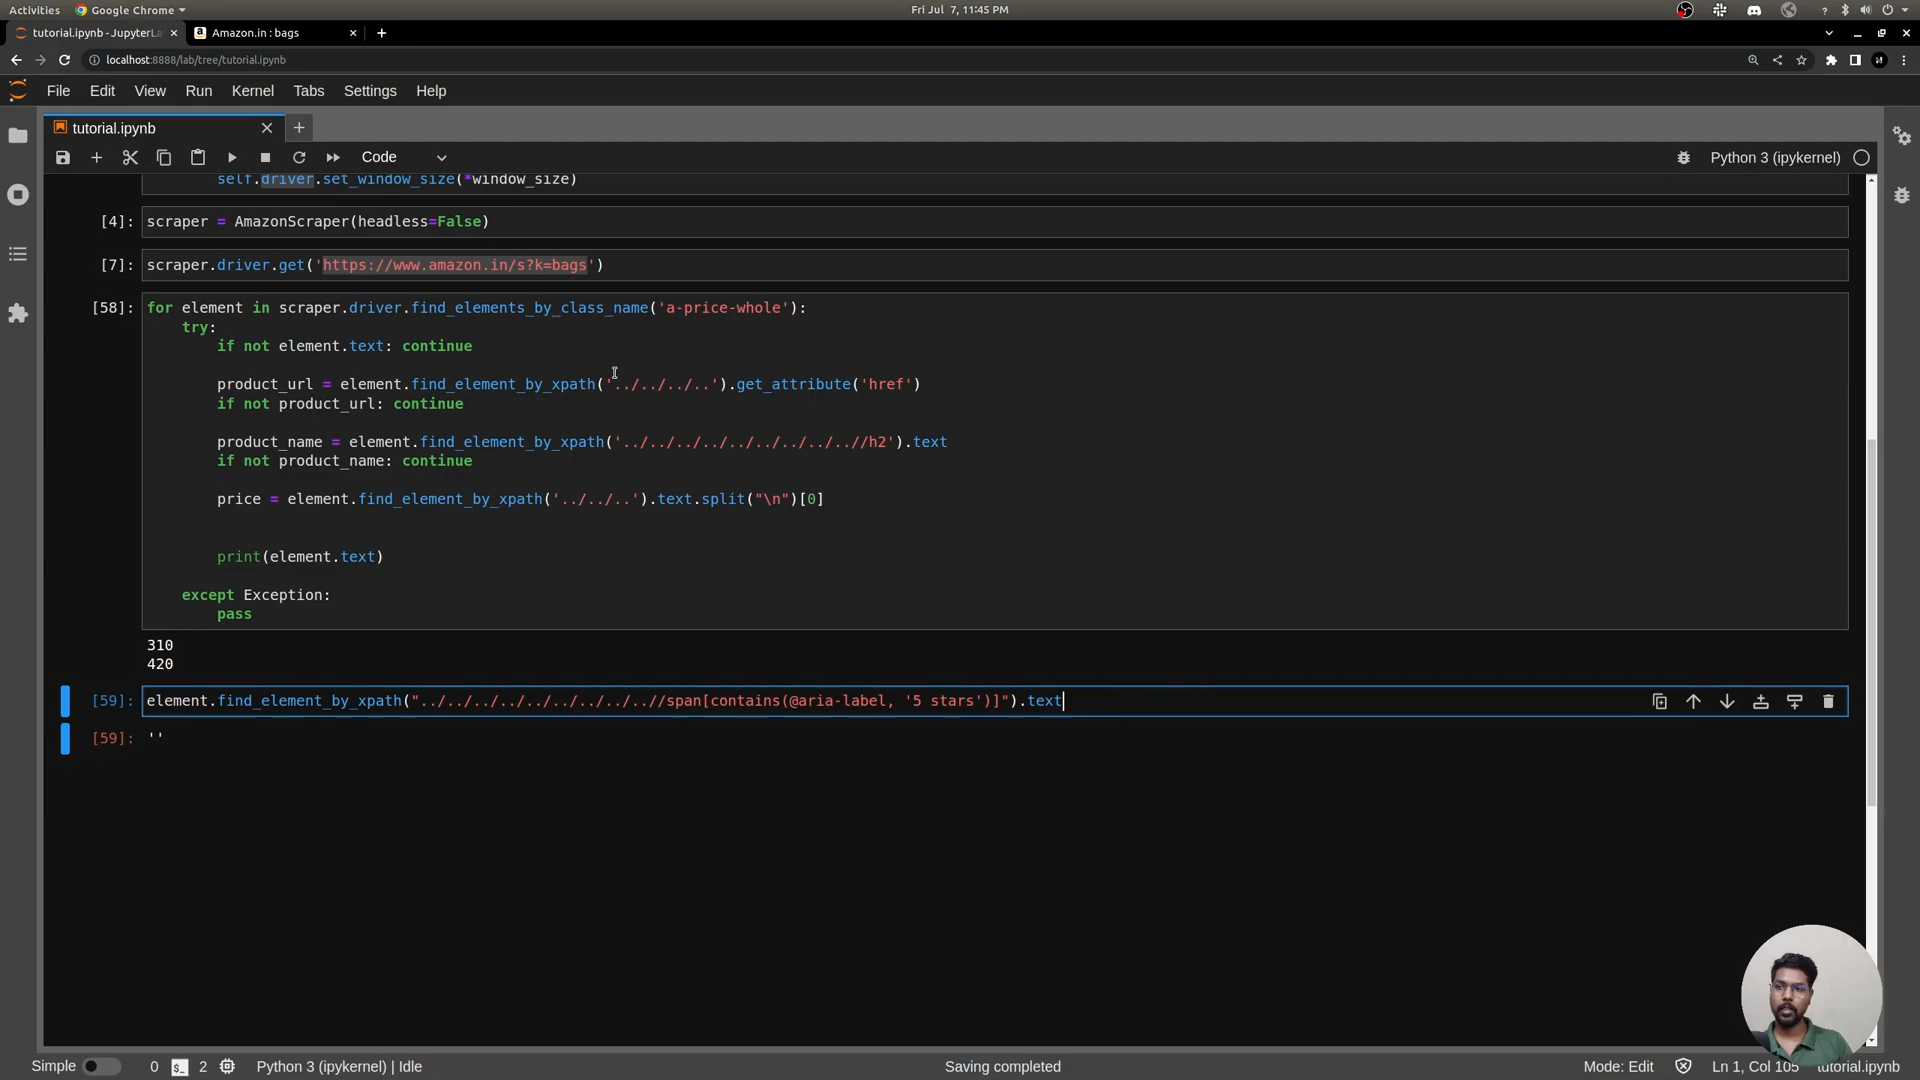 Activities
Google Chrome
Fri Jul 7, 11:45 PM
tutorial.ipynb - JupyterLa
Amazon.in : bags
localhost:8888/lab/tree/tutorial.ipynb
File Edit View Run Kernel Tabs Settings Help
tutorial.ipynb
Code
Python 3 (ipykernel)
self.driver.set_window_size(*window_size)
[4]: scraper = AmazonScraper(headless=False)
[7]: scraper.driver.get('https://www.amazon.in/s?k=bags')
[58]: for element in scraper.driver.find_elements_by_class_name('a-price-whole'):
try:
if not element.text: continue
product_url = element.find_element_by_xpath('../../../..').get_attribute('href')
if not product_url: continue
product_name = element.find_element_by_xpath('../../../../../../../../..//h2').text
if not product_name: continue
price = element.find_element_by_xpath('../../..').text.split("\n")[0]
print(element.text)
except Exception:
pass
310
420
[59]: element.find_element_by_xpath("../../../../../../../../..//span[contains(@aria-label, '5 stars')]").text
[59]: ''
Simple 0 2 Python 3 (ipykernel) | Idle
Saving completed
Mode: Edit
Ln 1, Col 105
tutorial.ipynb